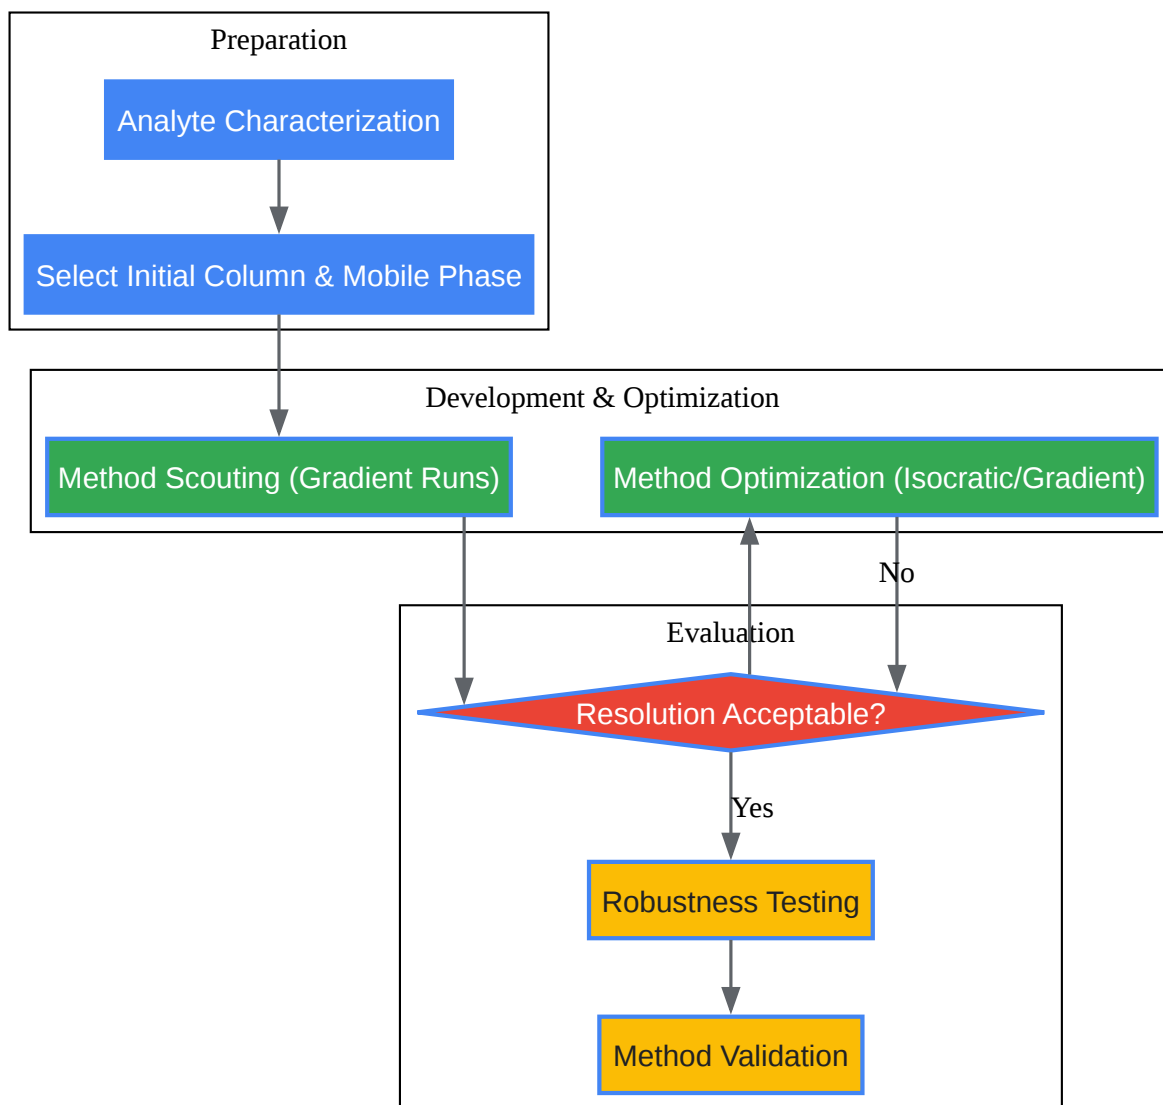 Preparation
Analyte Characterization
Select Initial Column & Mobile Phase
Development & Optimization
Method Scouting (Gradient Runs)
Method Optimization (Isocratic/Gradient)
No
Evaluation
Resolution Acceptable?
Yes
Robustness Testing
Method Validation